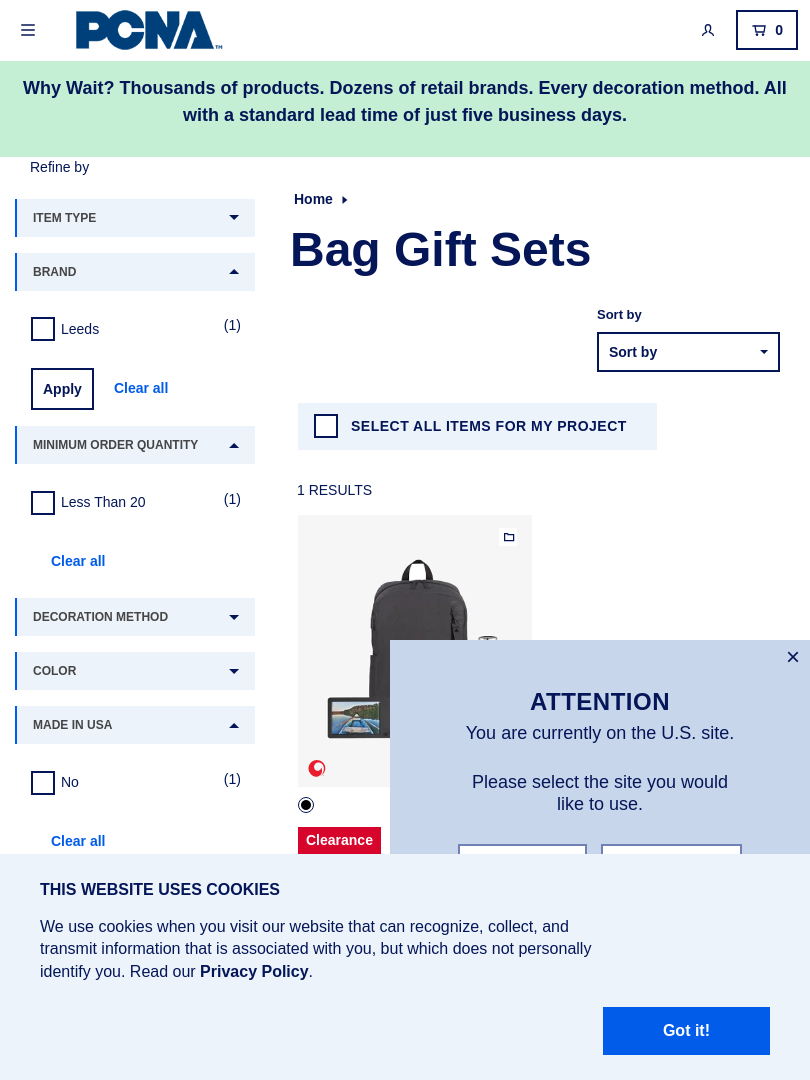 PCNA™
0
Why Wait? Thousands of products. Dozens of retail brands. Every decoration method. All
with a standard lead time of just five business days.
Refine by
ITEM TYPE
BRAND
Leeds
(1)
Apply
Clear all
MINIMUM ORDER QUANTITY
Less Than 20
(1)
Clear all
DECORATION METHOD
COLOR
MADE IN USA
No
(1)
Clear all
Home
Bag Gift Sets
Sort by
Sort by
SELECT ALL ITEMS FOR MY PROJECT
1 RESULTS
Clearance
×
ATTENTION
You are currently on the U.S. site.
Please select the site you would
like to use.
THIS WEBSITE USES COOKIES
We use cookies when you visit our website that can recognize, collect, and
transmit information that is associated with you, but which does not personally
identify you. Read our Privacy Policy.
Got it!